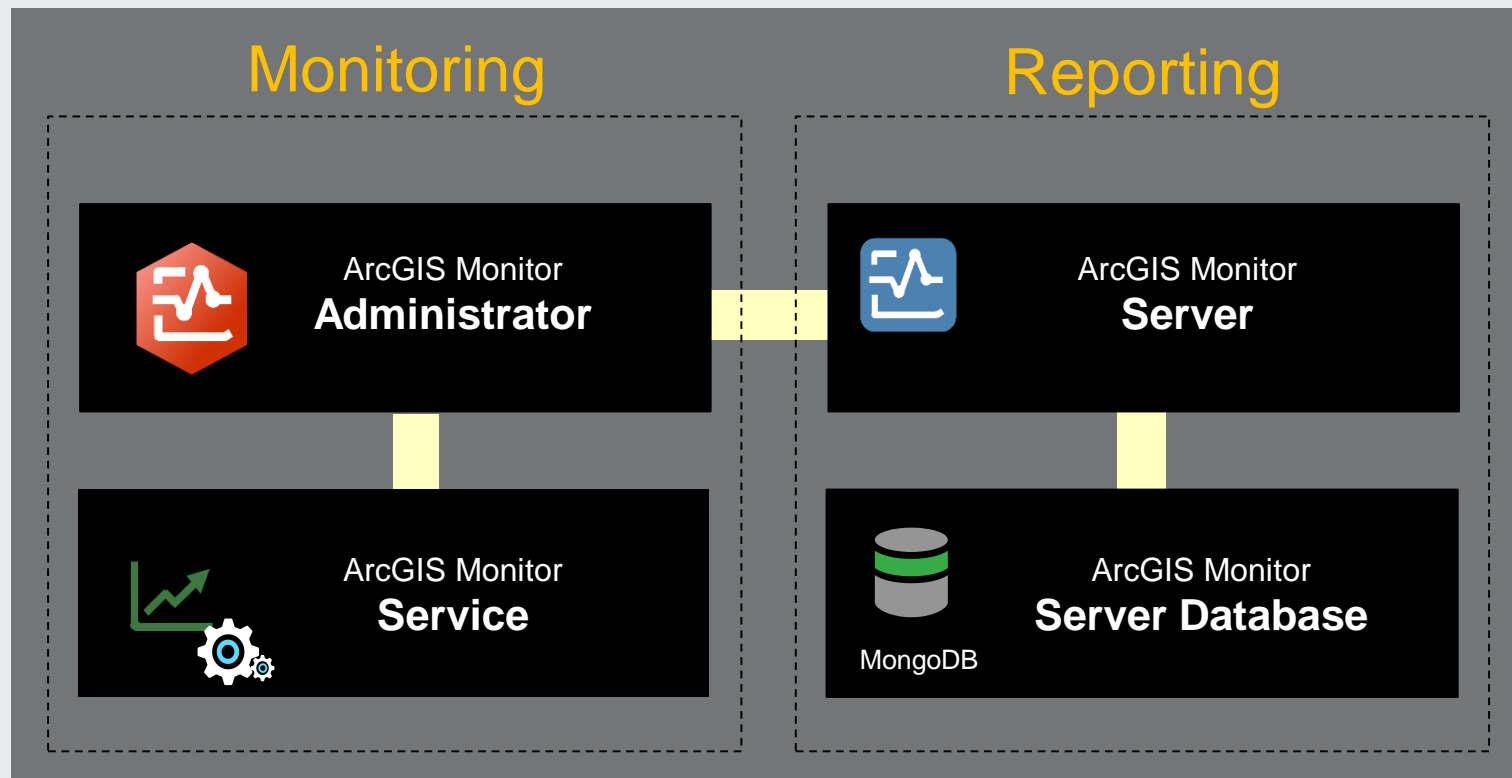 Monitoring
Reporting
ArcGIS Monitor
Administrator
ArcGIS Monitor
Server
ArcGIS Monitor
Service
ArcGIS Monitor
Server Database
MongoDB